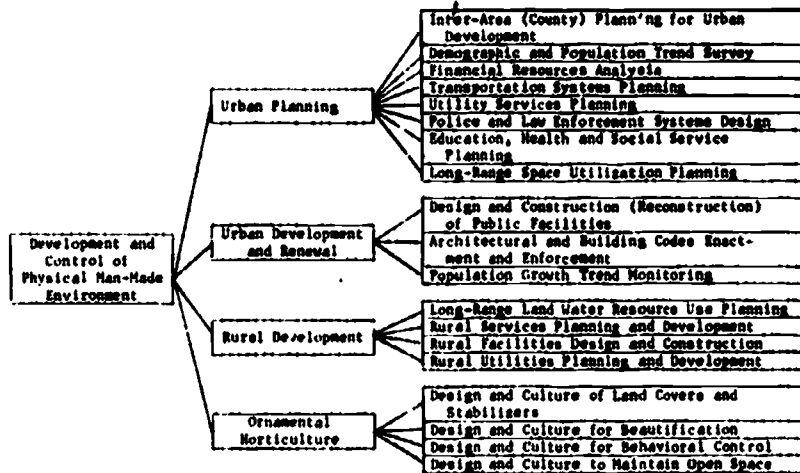 Development and
Control of
Physical Man-Made
Environment
Urban Planning
Inter-Area (County) Plann'ng for Urban
Development
Demographic and Population Trend Survey
Financial Resources Analysis
Transportation Systems Planning
Utility Services Planning
Police and Law Enforcement Systems Design
Education, Health and Social Service
Planning
Long-Range Space Utilization Planning
Urban Development
and Renewal
Design and Construction (Reconstruction)
of Public Facilities
Architectural and Building Codes Enact-
ment and Enforcement
Population Growth Trend Monitoring
Rural Development
Long-Range Land Water Resource Use Planning
Rural Services Planning and Development
Rural Facilities Design and Construction
Rural Utilities Planning and Development
Ornamental
Horticulture
Design and Culture of Land Covers and
Stabilizers
Design and Culture for Beautification
Design and Culture for Behavioral Control
Design and Culture to Maintain Open Space